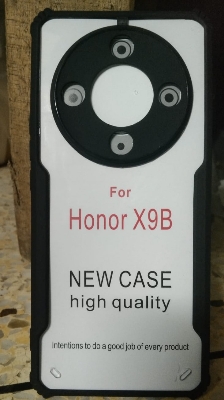 For
Honor X9B
NEW CASE
high quality
intentions to do a good job of every product